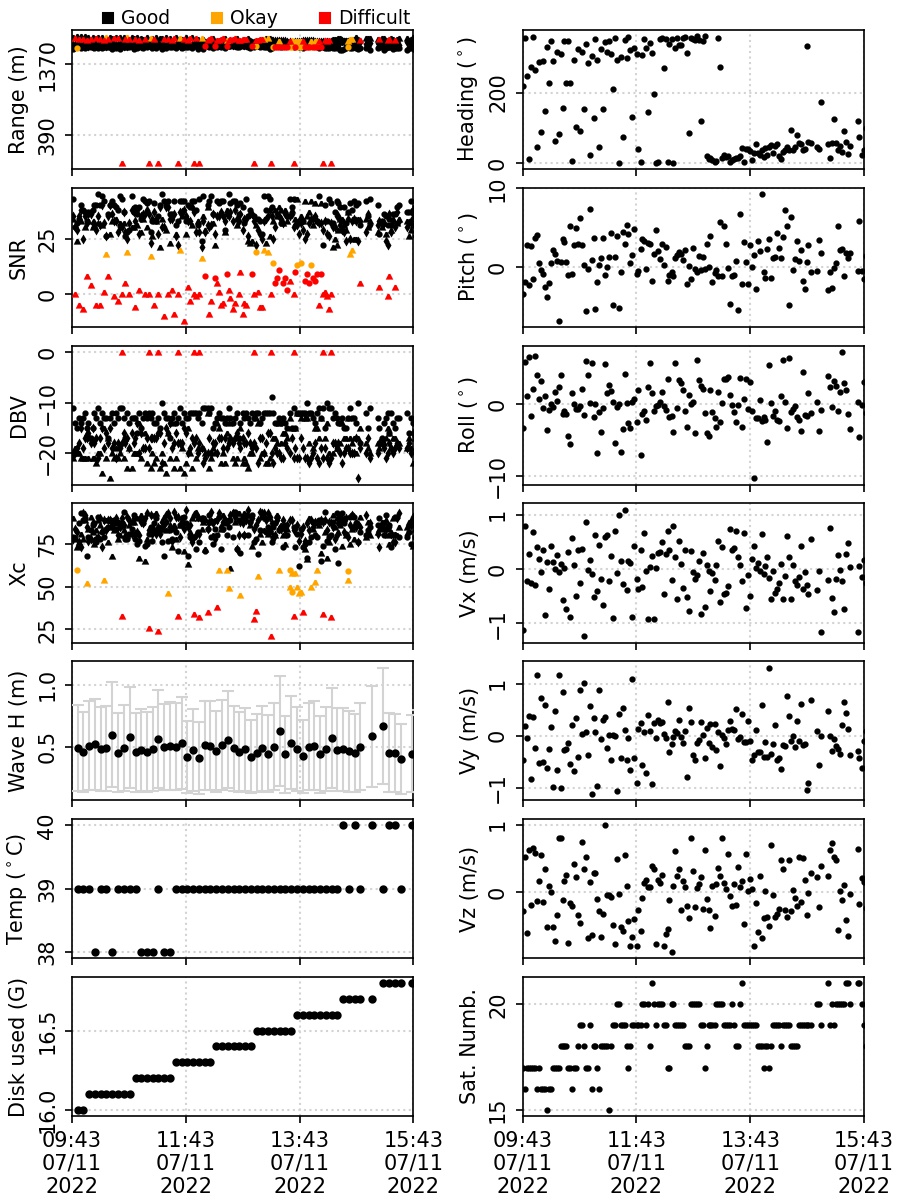 Good Okay Difficult
Range (m)
1370
390
Heading (°)
200
0
SNR
25
0
Pitch (°)
10
0
DBV
0
−10
−20
Roll (°)
0
−10
Xc
75
50
25
Vx (m/s)
1
0
−1
Wave H (m)
1.0
0.5
Vy (m/s)
1
0
−1
Temp (°C)
40
39
38
Vz (m/s)
1
0
Disk used (G)
16.5
16.0
Sat. Numb.
20
15
09:43 11:43 13:43 15:43
07/11 07/11 07/11 07/11
2022 2022 2022 2022
09:43 11:43 13:43 15:43
07/11 07/11 07/11 07/11
2022 2022 2022 2022